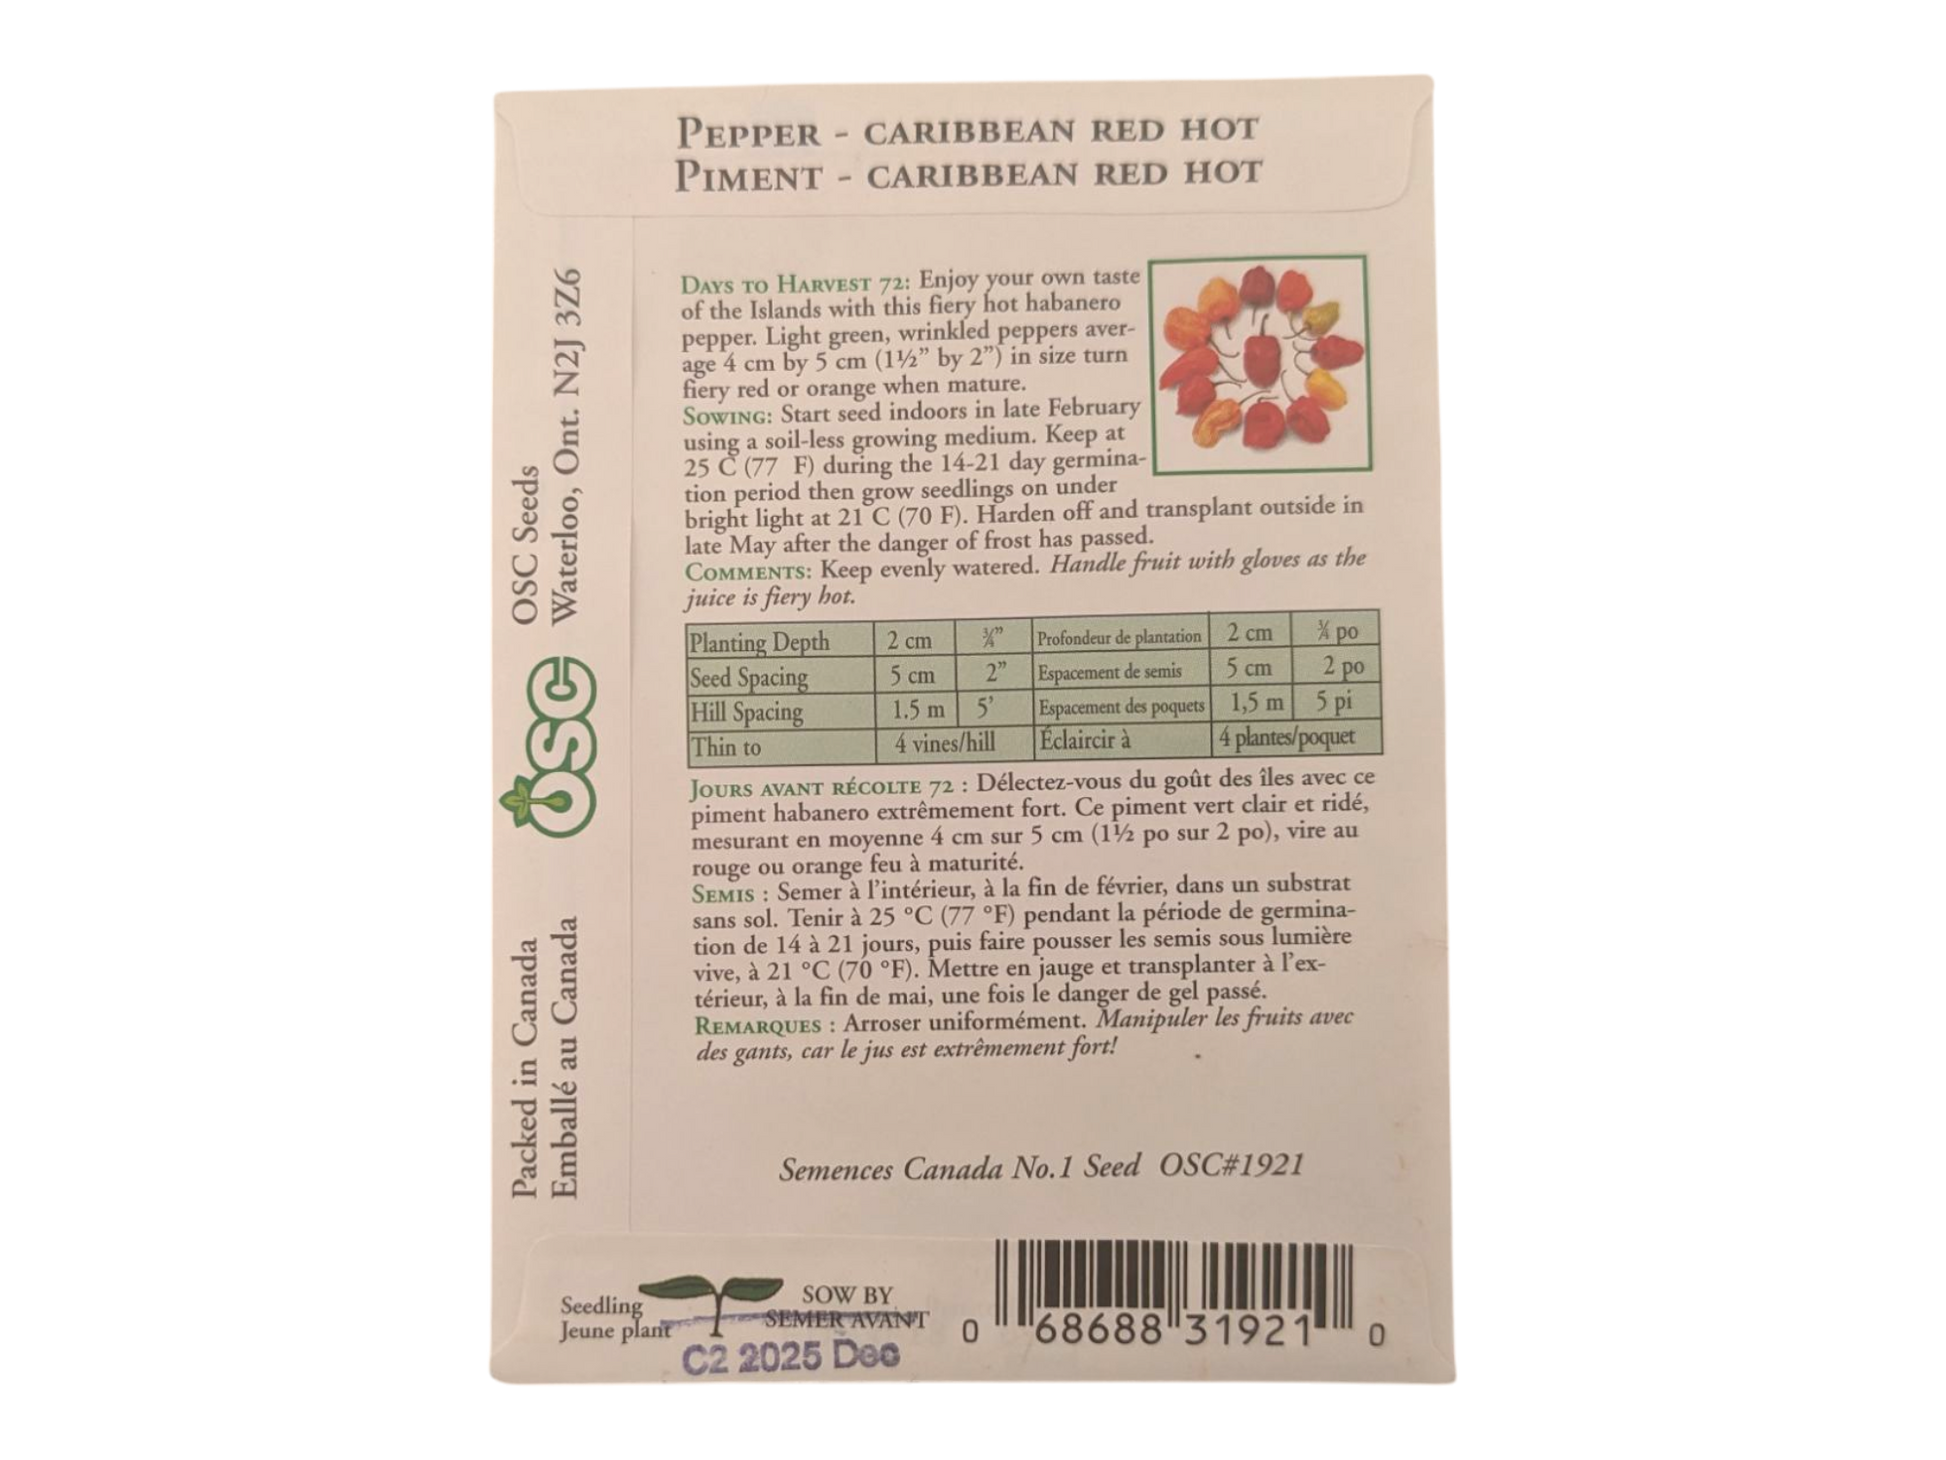 PEPPER - CARIBBEAN RED HOT
PIMENT - CARIBBEAN RED HOT
DAYS TO HARVEST 72: Enjoy your own taste
of the Islands with this fiery hot habanero
pepper. Light green, wrinkled peppers aver-
age 4 cm by 5 cm (1½” by 2”) in size turn
fiery red or orange when mature.
SOWING: Start seed indoors in late February
using a soil-less growing medium. Keep at
25 C (77 F) during the 14-21 day germina-
tion period then grow seedlings on under
bright light at 21 C (70 F). Harden off and transplant outside in
late May after the danger of frost has passed.
COMMENTS: Keep evenly watered. Handle fruit with gloves as the
juice is fiery hot.
Planting Depth 2 cm ¾” Profondeur de plantation 2 cm ¾ po
Seed Spacing 5 cm 2” Espacement de semis 5 cm 2 po
Hill Spacing 1.5 m 5’ Espacement des poquets 1,5 m 5 pi
Thin to 4 vines/hill Éclaircir à 4 plantes/poquet
JOURS AVANT RÉCOLTE 72 : Délectez-vous du goût des îles avec ce
piment habanero extrêmement fort. Ce piment vert clair et ridé,
mesurant en moyenne 4 cm sur 5 cm (1½ po sur 2 po), vire au
rouge ou orange feu à maturité.
SEMIS : Semer à l’intérieur, à la fin de février, dans un substrat
sans sol. Tenir à 25 °C (77 °F) pendant la période de germina-
tion de 14 à 21 jours, puis faire pousser les semis sous lumière
vive, à 21 °C (70 °F). Mettre en jauge et transplanter à l’ex-
térieur, à la fin de mai, une fois le danger de gel passé.
REMARQUES : Arroser uniformément. Manipuler les fruits avec
des gants, car le jus est extrêmement fort!
Semences Canada No.1 Seed OSC#1921
OSC Seeds
Waterloo, Ont. N2J 3Z6
OSC
Packed in Canada
Emballé au Canada
Seedling
Jeune plant
SOW BY
SEMER AVANT
C2 2025 Dec
0 68688 31921 0